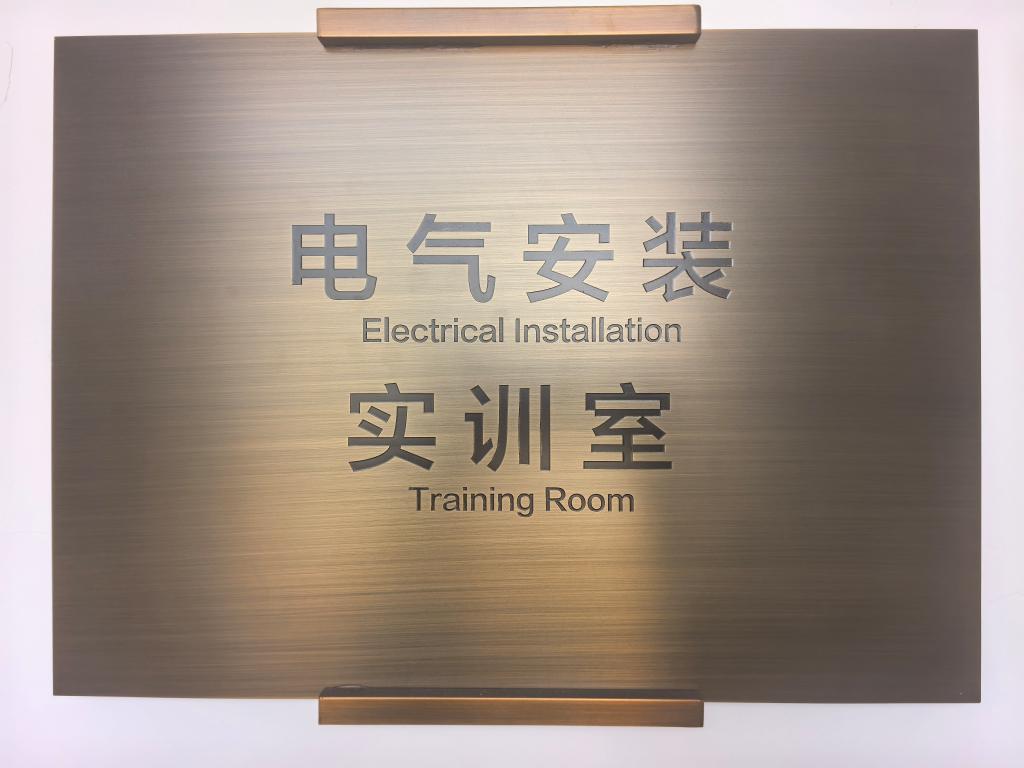 电气安装
Electrical Installation
实训室
Training Room